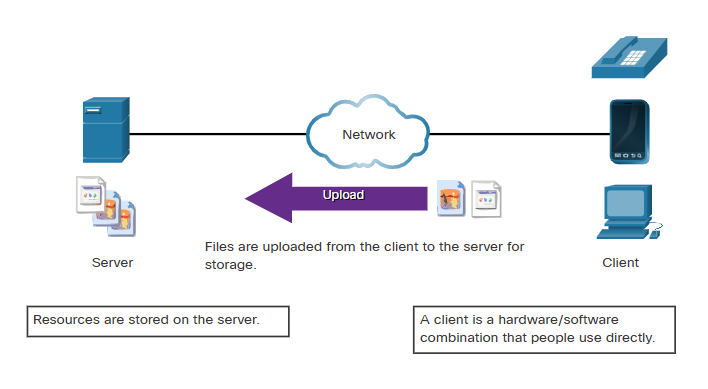 Network
Upload
Files are uploaded from the client to the server for
storage.
Server
Client
Resources are stored on the server.
A client is a hardware/software
combination that people use directly.